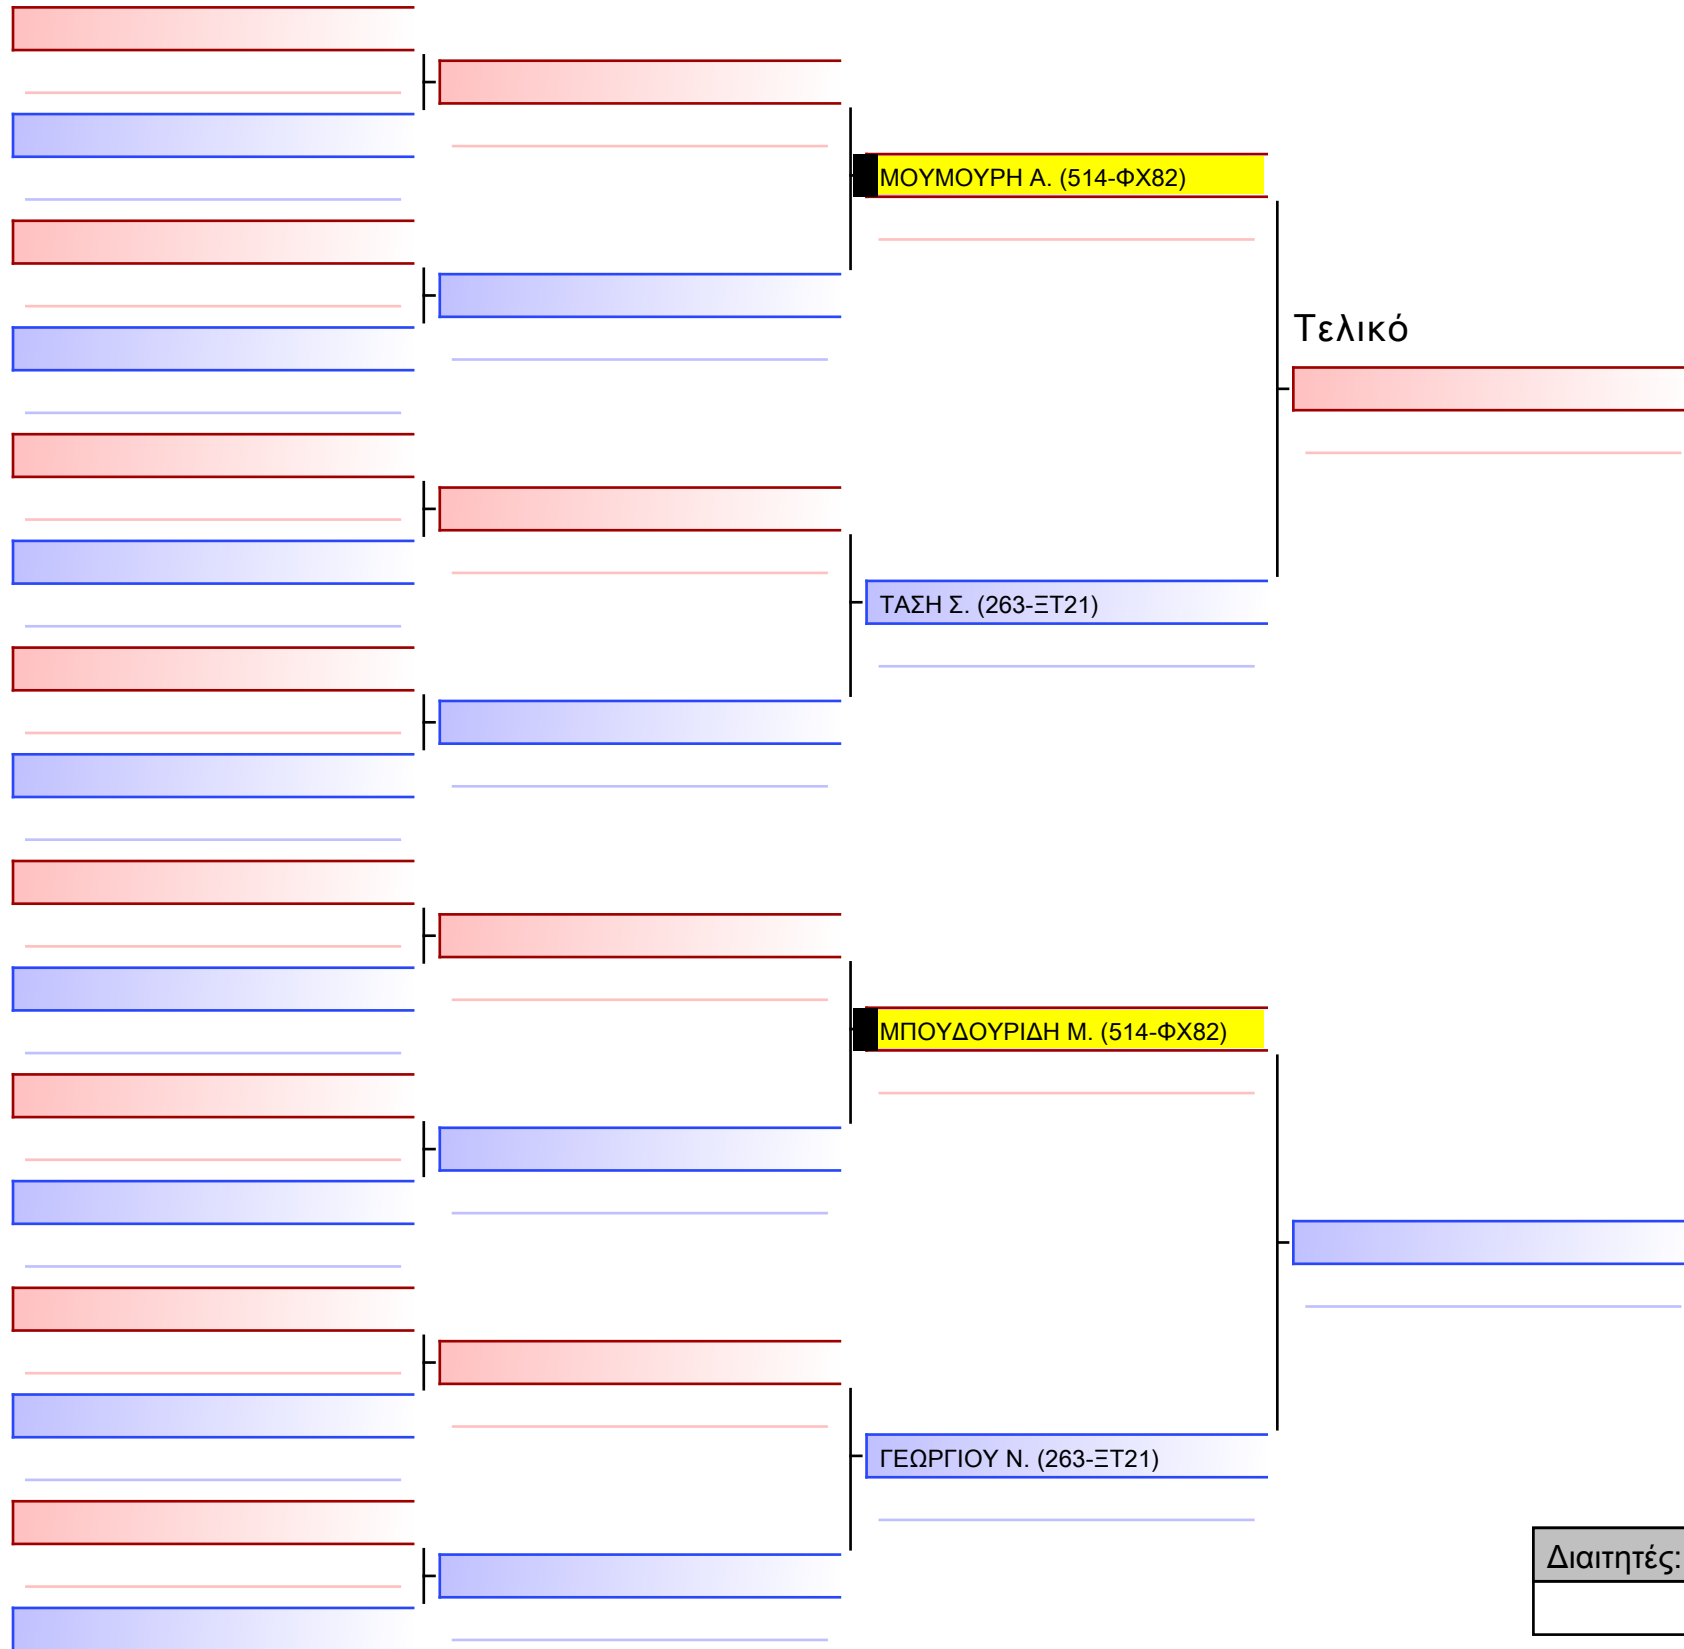 ΜΟΥΜΟΥΡΗ Α. (514-ΦΧ82)
Τελικό
ΤΑΣΗ Σ. (263-ΞΤ21)
ΜΠΟΥΔΟΥΡΙΔΗ Μ. (514-ΦΧ82)
ΓΕΩΡΓΙΟΥ Ν. (263-ΞΤ21)
Διαιτητές: